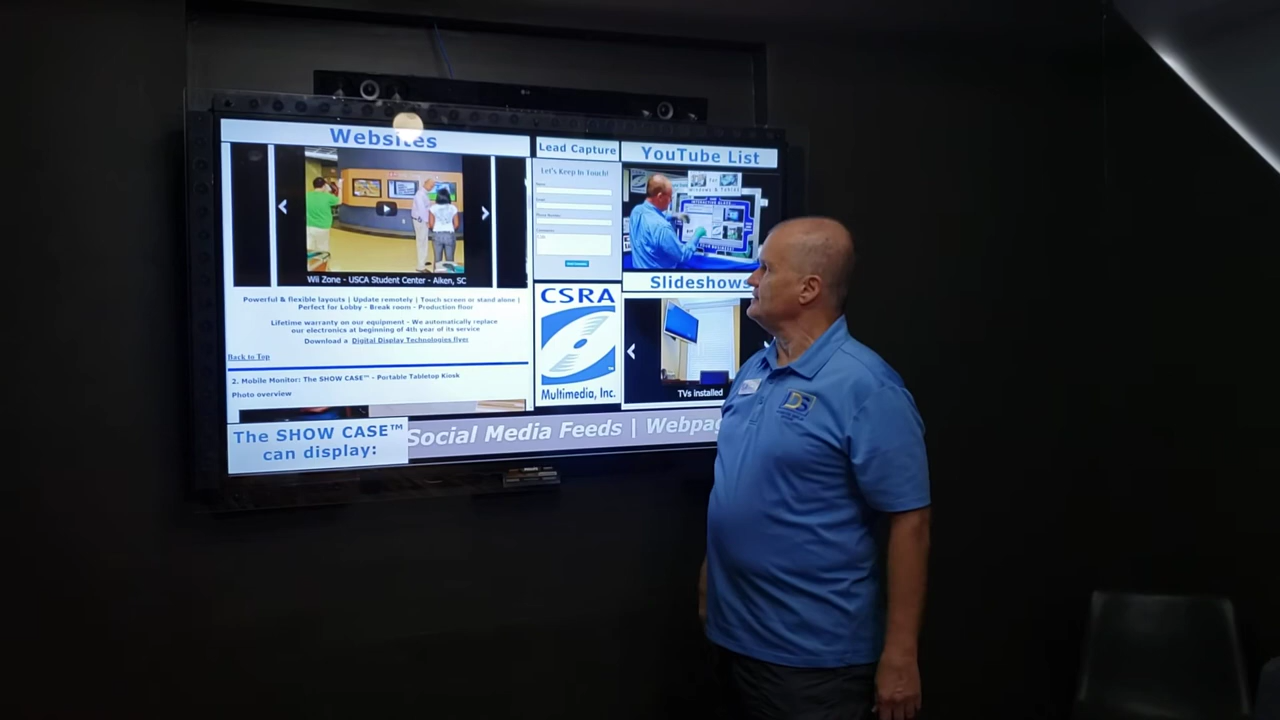 Websites
Wii Zone - USCA Student Center - Aiken, SC
Powerful & flexible layouts | Update remotely | Touch screen or stand alone |
Perfect for Lobby - Break room - Production floor
Lifetime warranty on our equipment - We automatically replace
our electronics at beginning of 4th year of its service
Download a Digital Display Technologies flyer
Back to Top
2. Mobile Monitor: The SHOW CASE™ - Portable Tabletop Kiosk
Photo overview
Lead Capture
Let's Keep In Touch!
CSRA
Multimedia, Inc.
YouTube List
Slideshows
TVs installed
The SHOW CASE™
can display:
Social Media Feeds | Webpag
DS
LG